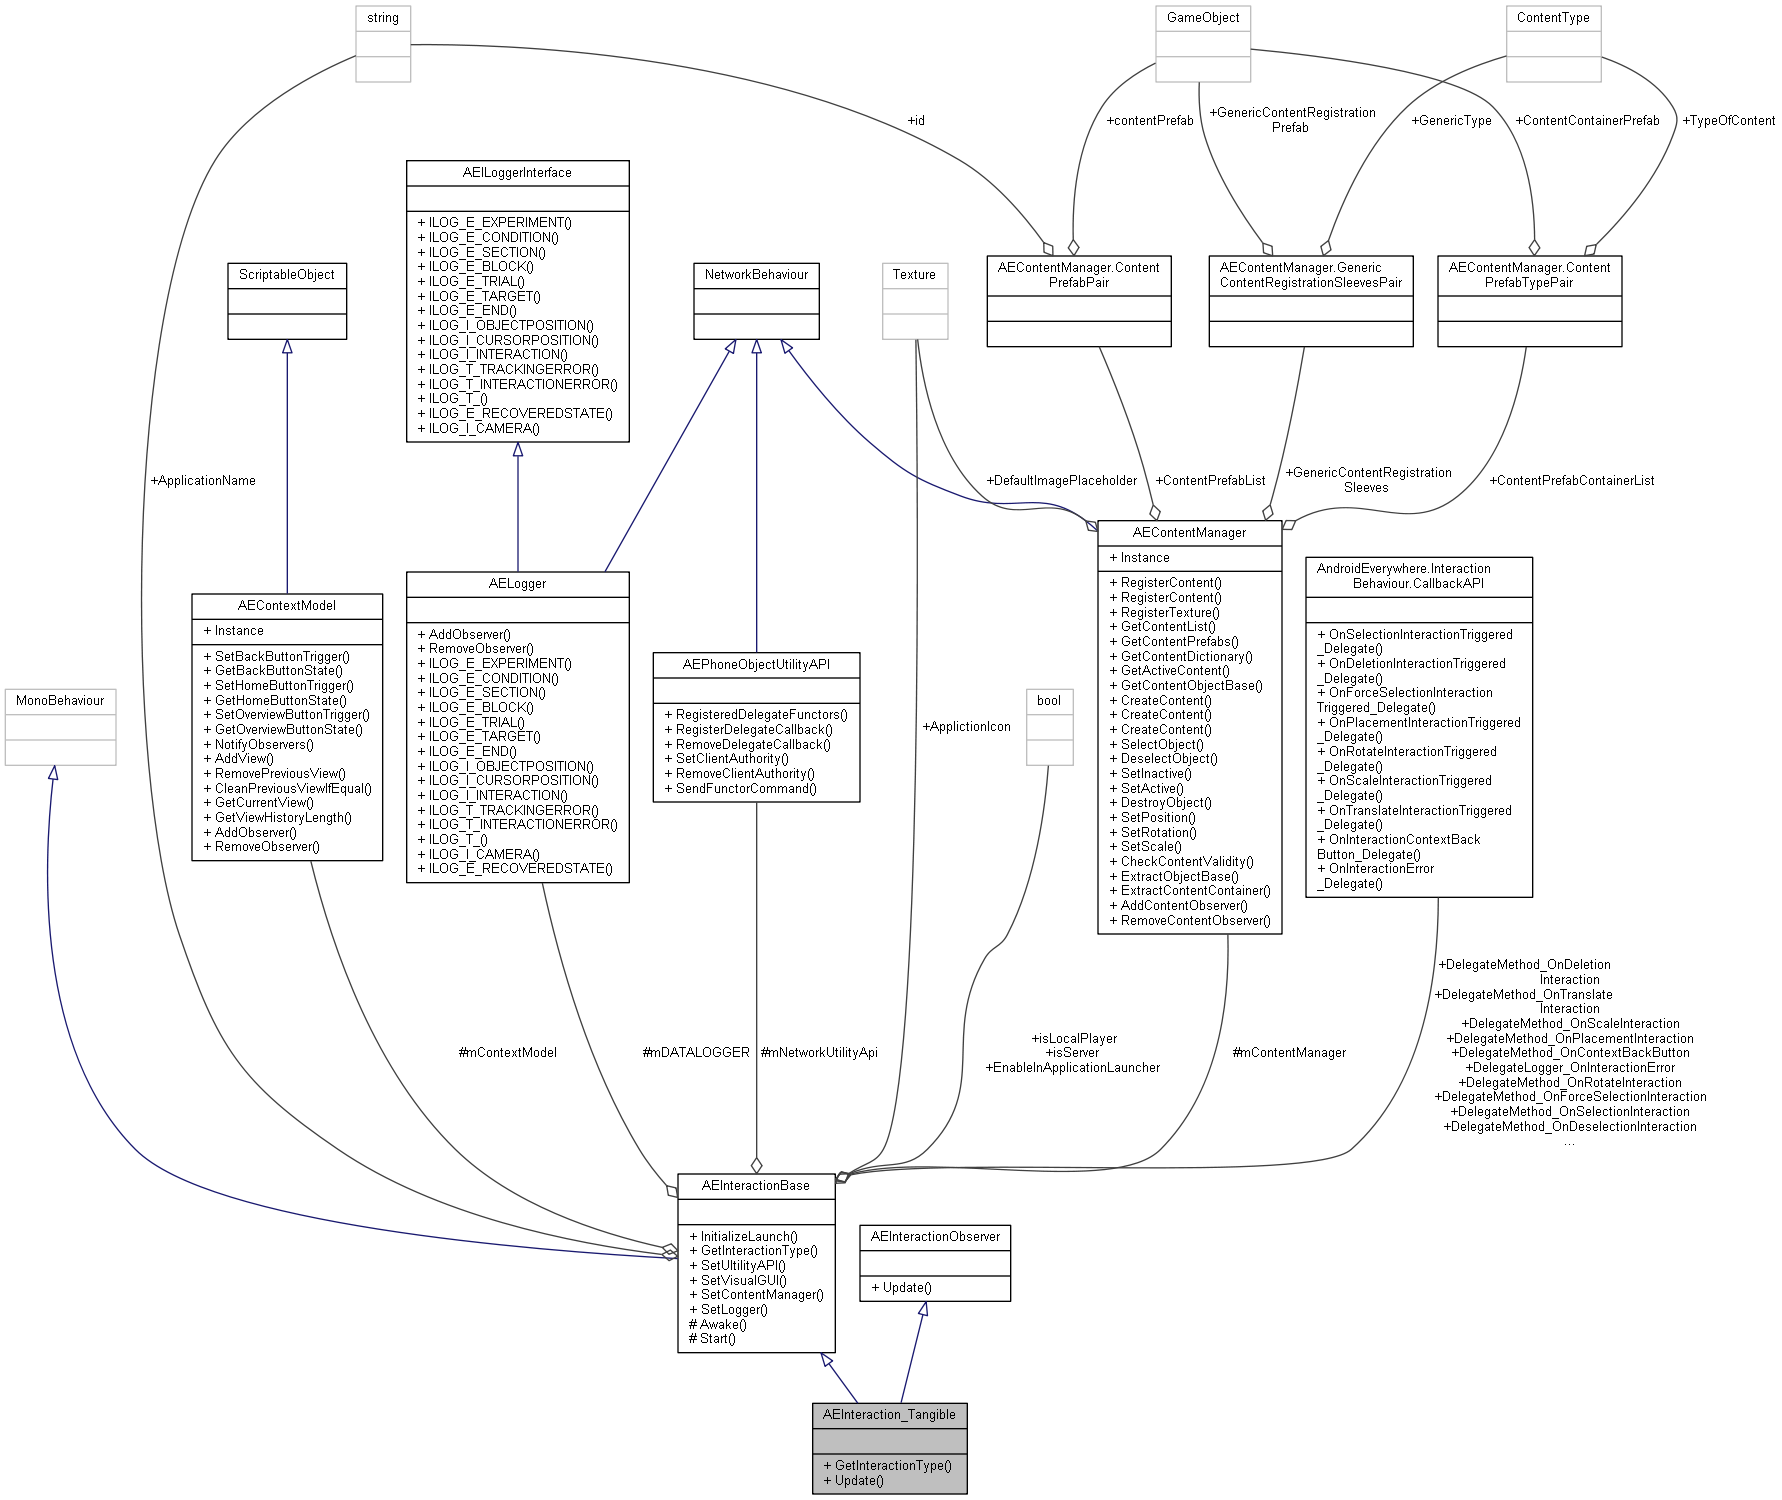 string
GameObject
ContentType
+id
+contentPrefab
+GenericContentRegistration
Prefab
+GenericType
+ContentContainerPrefab
+TypeOfContent
AEILoggerInterface
+ ILOG_E_EXPERIMENT()
+ ILOG_E_CONDITION()
+ ILOG_E_SECTION()
+ ILOG_E_BLOCK()
+ ILOG_E_TRIAL()
+ ILOG_E_TARGET()
+ ILOG_E_END()
+ ILOG_I_OBJECTPOSITION()
+ ILOG_I_CURSORPOSITION()
+ ILOG_I_INTERACTION()
+ ILOG_T_TRACKINGERROR()
+ ILOG_T_INTERACTIONERROR()
+ ILOG_T_()
+ ILOG_E_RECOVEREDSTATE()
+ ILOG_I_CAMERA()
ScriptableObject
NetworkBehaviour
Texture
AEContentManager.Content
PrefabPair
AEContentManager.Generic
ContentRegistrationSleevesPair
AEContentManager.Content
PrefabTypePair
+ApplicationName
+DefaultImagePlaceholder
+ContentPrefabList
+GenericContentRegistration
Sleeves
+ContentPrefabContainerList
AEContextModel
+ Instance
+ SetBackButtonTrigger()
+ GetBackButtonState()
+ SetHomeButtonTrigger()
+ GetHomeButtonState()
+ SetOverviewButtonTrigger()
+ GetOverviewButtonState()
+ NotifyObservers()
+ AddView()
+ RemovePreviousView()
+ CleanPreviousViewIfEqual()
+ GetCurrentView()
+ GetViewHistoryLength()
+ AddObserver()
+ RemoveObserver()
AELogger
+ AddObserver()
+ RemoveObserver()
+ ILOG_E_EXPERIMENT()
+ ILOG_E_CONDITION()
+ ILOG_E_SECTION()
+ ILOG_E_BLOCK()
+ ILOG_E_TRIAL()
+ ILOG_E_TARGET()
+ ILOG_E_END()
+ ILOG_I_OBJECTPOSITION()
+ ILOG_I_CURSORPOSITION()
+ ILOG_I_INTERACTION()
+ ILOG_T_TRACKINGERROR()
+ ILOG_T_INTERACTIONERROR()
+ ILOG_T_()
+ ILOG_I_CAMERA()
+ ILOG_E_RECOVEREDSTATE()
AEPhoneObjectUtilityAPI
+ RegisteredDelegateFunctors()
+ RegisterDelegateCallback()
+ RemoveDelegateCallback()
+ SetClientAuthority()
+ RemoveClientAuthority()
+ SendFunctorCommand()
AEContentManager
+ Instance
+ RegisterContent()
+ RegisterContent()
+ RegisterTexture()
+ GetContentList()
+ GetContentPrefabs()
+ GetContentDictionary()
+ GetActiveContent()
+ GetContentObjectBase()
+ CreateContent()
+ CreateContent()
+ CreateContent()
+ SelectObject()
+ DeselectObject()
+ SetInactive()
+ SetActive()
+ DestroyObject()
+ SetPosition()
+ SetRotation()
+ SetScale()
+ CheckContentValidity()
+ ExtractObjectBase()
+ ExtractContentContainer()
+ AddContentObserver()
+ RemoveContentObserver()
AndroidEverywhere.Interaction
Behaviour.CallbackAPI
+ OnSelectionInteractionTriggered
_Delegate()
+ OnDeletionInteractionTriggered
_Delegate()
+ OnForceSelectionInteraction
Triggered_Delegate()
+ OnPlacementInteractionTriggered
_Delegate()
+ OnRotateInteractionTriggered
_Delegate()
+ OnScaleInteractionTriggered
_Delegate()
+ OnTranslateInteractionTriggered
_Delegate()
+ OnInteractionContextBack
Button_Delegate()
+ OnInteractionError
_Delegate()
MonoBehaviour
bool
+ApplictionIcon
#mContextModel
#mDATALOGGER
#mNetworkUtilityApi
+isLocalPlayer
+isServer
+EnableInApplicationLauncher
#mContentManager
+DelegateMethod_OnDeletion
Interaction
+DelegateMethod_OnTranslate
Interaction
+DelegateMethod_OnScaleInteraction
+DelegateMethod_OnPlacementInteraction
+DelegateMethod_OnContextBackButton
+DelegateLogger_OnInteractionError
+DelegateMethod_OnRotateInteraction
+DelegateMethod_OnForceSelectionInteraction
+DelegateMethod_OnSelectionInteraction
+DelegateMethod_OnDeselectionInteraction
...
AEInteractionBase
+ InitializeLaunch()
+ GetInteractionType()
+ SetUltilityAPI()
+ SetVisualGUI()
+ SetContentManager()
+ SetLogger()
# Awake()
# Start()
AEInteractionObserver
+ Update()
AEInteraction_Tangible
+ GetInteractionType()
+ Update()